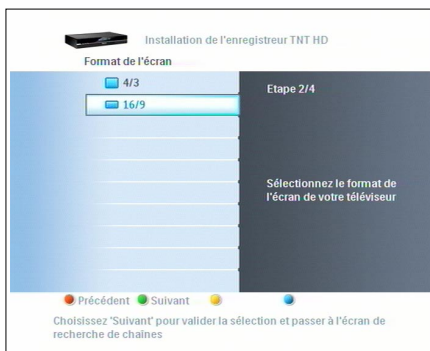 Installation de l'enregistreur TNT HD
Format de l'écran
4/3
16/9
Etape 2/4
Sélectionnez le format de
l'écran de votre téléviseur
Précédent Suivant
Choisissez 'Suivant' pour valider la sélection et passer à l'écran de
recherche de chaînes